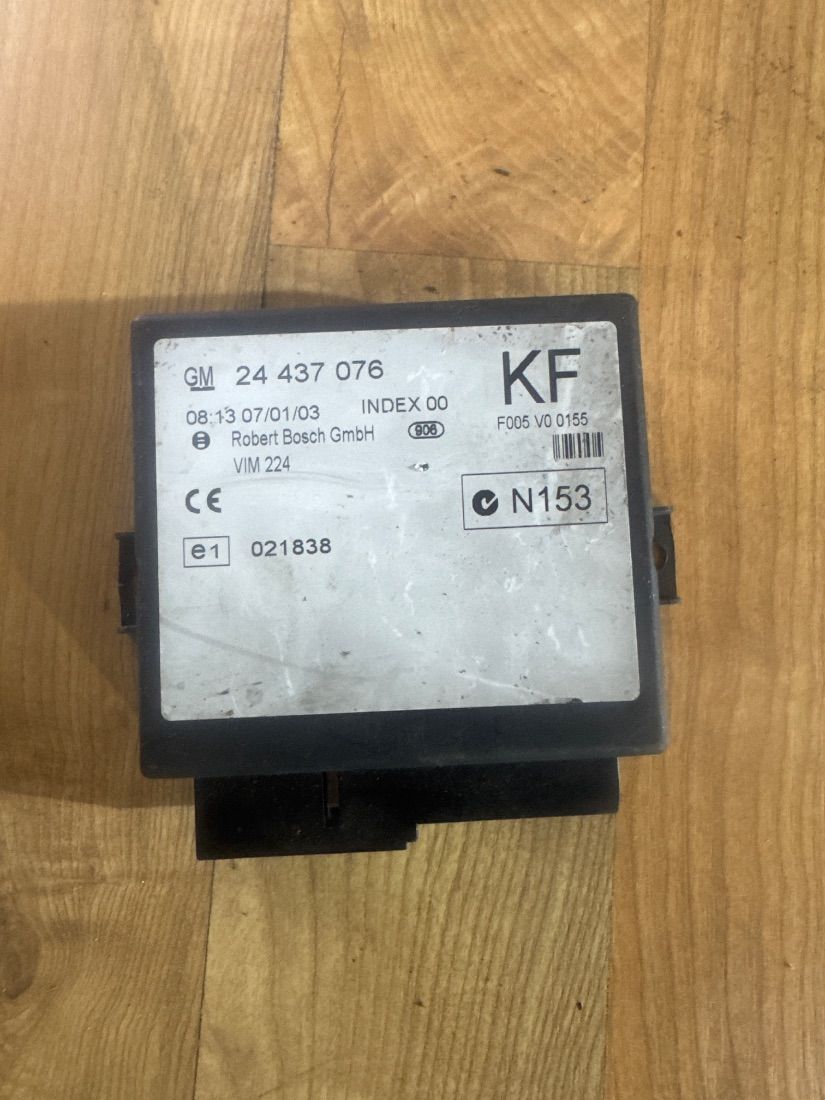 GM 24 437 076
KF
08:13 07/01/03 INDEX 00
F005 V0 0155
Robert Bosch GmbH 906
VIM 224
CE
N153
e1 021838